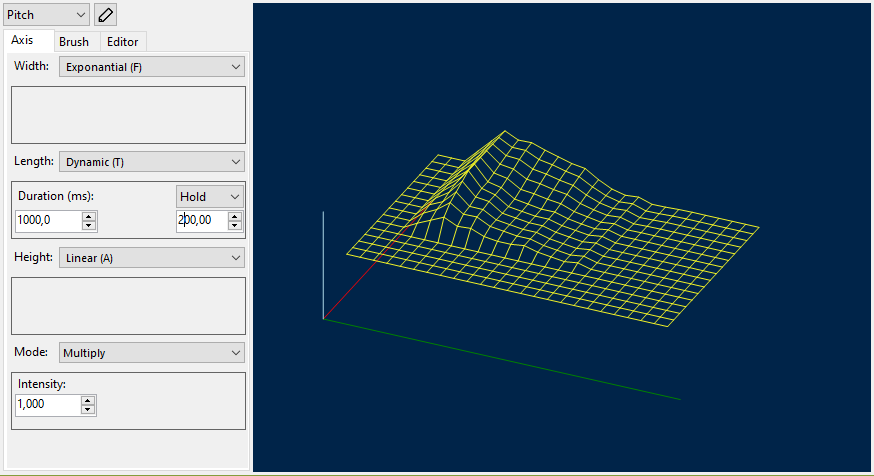 Pitch
Axis Brush Editor
Width: Exponantial (F)
Length: Dynamic (T)
Duration (ms): Hold
1000,0 200,00
Height: Linear (A)
Mode: Multiply
Intensity:
1,000